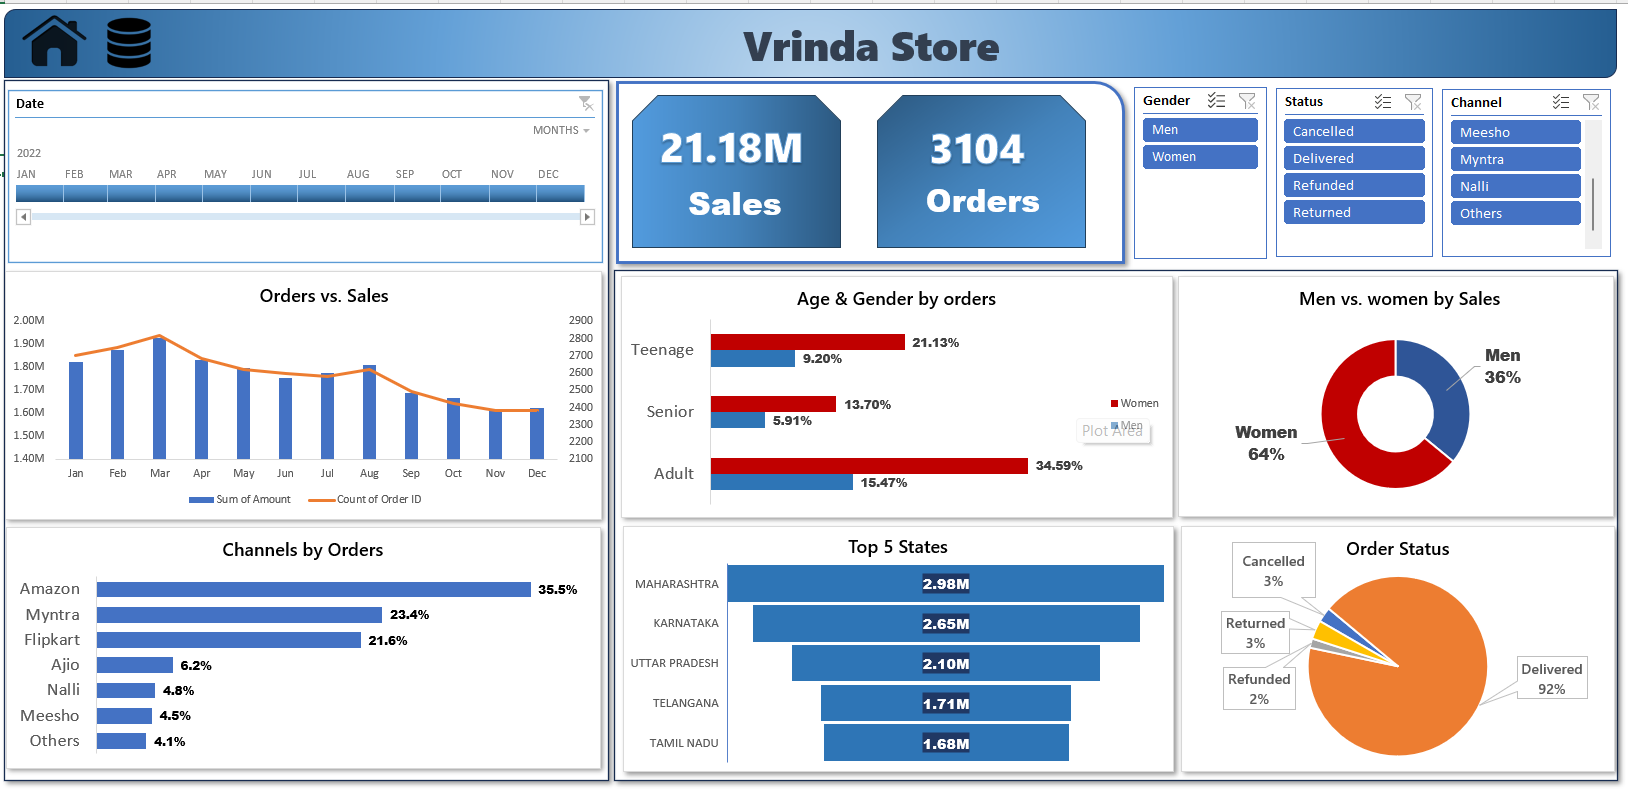 Vrinda Store
Date
MONTHS
2022
JAN FEB MAR APR MAY JUN JUL AUG SEP OCT NOV DEC
21.18M
Sales
3104
Orders
Gender
Men
Women
Status
Cancelled
Delivered
Refunded
Returned
Channel
Meesho
Myntra
Nalli
Others
Orders vs. Sales
2.00M
1.90M
1.80M
1.70M
1.60M
1.50M
1.40M
2900
2800
2700
2600
2500
2400
2300
2200
2100
Jan Feb Mar Apr May Jun Jul Aug Sep Oct Nov Dec
Sum of Amount Count of Order ID
Age & Gender by orders
Teenage 21.13%
9.20%
Senior 13.70%
5.91%
Adult 34.59%
15.47%
Women
Men
Plot Area
Men vs. women by Sales
Men
36%
Women
64%
Channels by Orders
Amazon 35.5%
Myntra 23.4%
Flipkart 21.6%
Ajio 6.2%
Nalli 4.8%
Meesho 4.5%
Others 4.1%
Top 5 States
MAHARASHTRA 2.98M
KARNATAKA 2.65M
UTTAR PRADESH 2.10M
TELANGANA 1.71M
TAMIL NADU 1.68M
Order Status
Cancelled
3%
Returned
3%
Refunded
2%
Delivered
92%